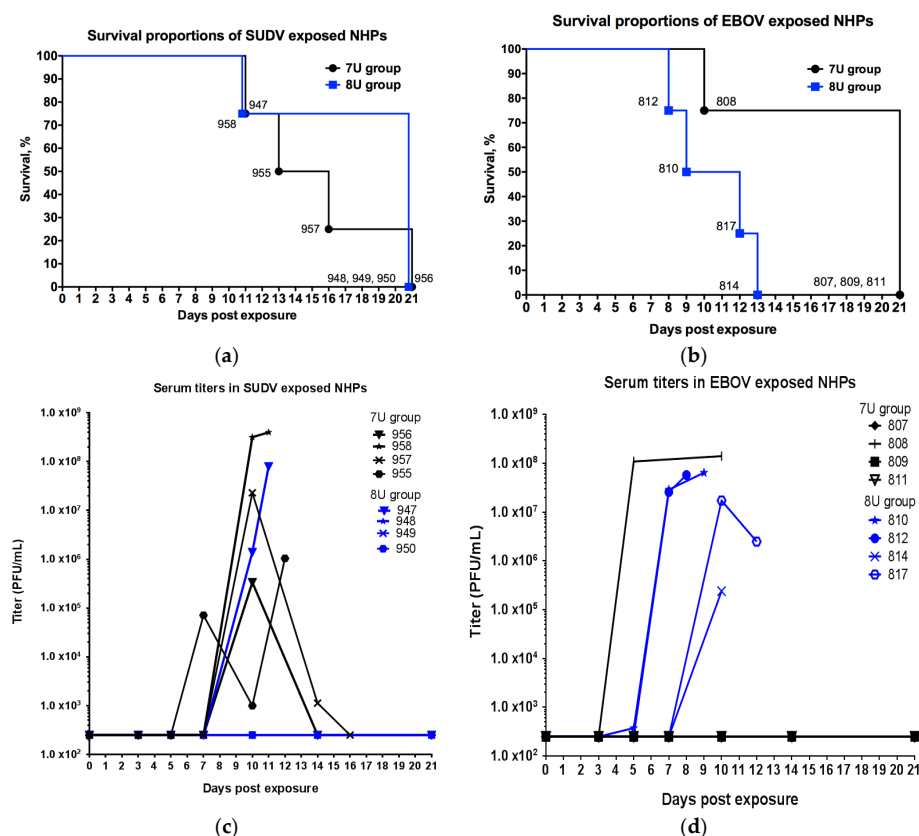 Survival proportions of SUDV exposed NHPs
7U group
8U group
Survival, %
100
90
80
70
60
50
40
30
20
10
0
947
958
955
957
948, 949, 950
956
0 1 2 3 4 5 6 7 8 9 10 11 12 13 14 15 16 17 18 19 20 21
Days post exposure
(a)
Survival proportions of EBOV exposed NHPs
7U group
8U group
Survival, %
100
90
80
70
60
50
40
30
20
10
0
812
808
810
817
814
807, 809, 811
0 1 2 3 4 5 6 7 8 9 10 11 12 13 14 15 16 17 18 19 20 21
Days post exposure
(b)
Serum titers in SUDV exposed NHPs
Titer (PFU/mL)
1.0 x10⁹
1.0 x10⁸
1.0 x10⁷
1.0 x10⁶
1.0 x10⁵
1.0 x10⁴
1.0 x10³
1.0 x10²
7U group
956
958
957
955
8U group
947
948
949
950
0 1 2 3 4 5 6 7 8 9 10 11 12 13 14 15 16 17 18 19 20 21
Days post exposure
(c)
Serum titers in EBOV exposed NHPs
Titer (PFU/mL)
1.0 x10⁹
1.0 x10⁸
1.0 x10⁷
1.0 x10⁶
1.0 x10⁵
1.0 x10⁴
1.0 x10³
1.0 x10²
7U group
807
808
809
811
8U group
810
812
814
817
0 1 2 3 4 5 6 7 8 9 10 11 12 13 14 15 16 17 18 19 20 21
Days post exposure
(d)